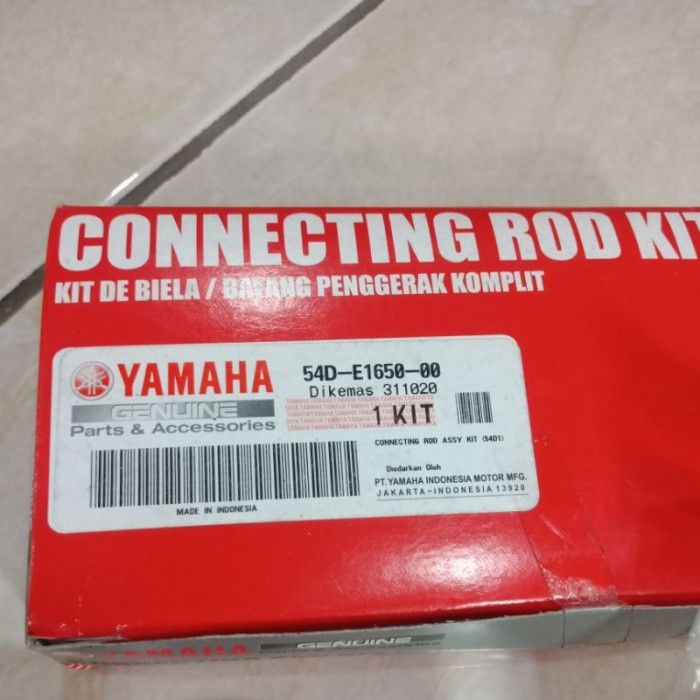 CONNECTING ROD KIT
KIT DE BIELA / BATANG PENGGERAK KOMPLIT
YAMAHA
GENUINE
Parts & Accessories
MADE IN INDONESIA
54D-E1650-00
Dikemas 311020
1 KIT
CONNECTING ROD ASSY KIT (54D1)
Diedarkan Oleh
PT. YAMAHA INDONESIA MOTOR MFG.
JAKARTA-INDONESIA 13920
YAMAHA
GENUINE